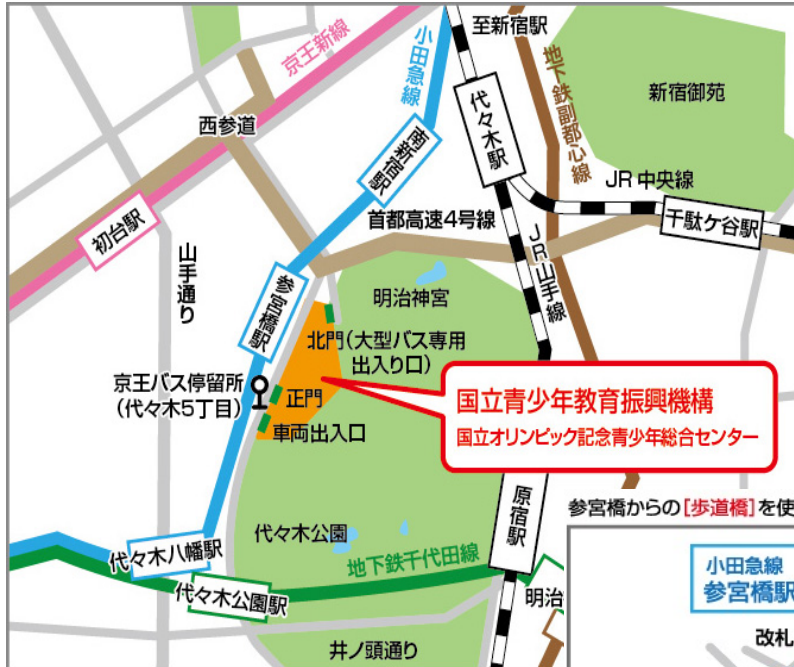 至新宿駅
京王新線
小田急線
地下鉄副都心線
新宿御苑
代々木駅
西参道
南新宿駅
JR中央線
千駄ケ谷駅
初台駅
山手通り
首都高速4号線
JR山手線
参宮橋駅
明治神宮
北門(大型バス専用
出入り口)
京王バス停留所
(代々木5丁目)
正門
車両出入口
国立青少年教育振興機構
国立オリンピック記念青少年総合センター
原宿駅
参宮橋からの[歩道橋]を使
代々木公園
代々木八幡駅
地下鉄千代田線
代々木公園駅
明治
井ノ頭通り
小田急線
参宮橋駅
改札